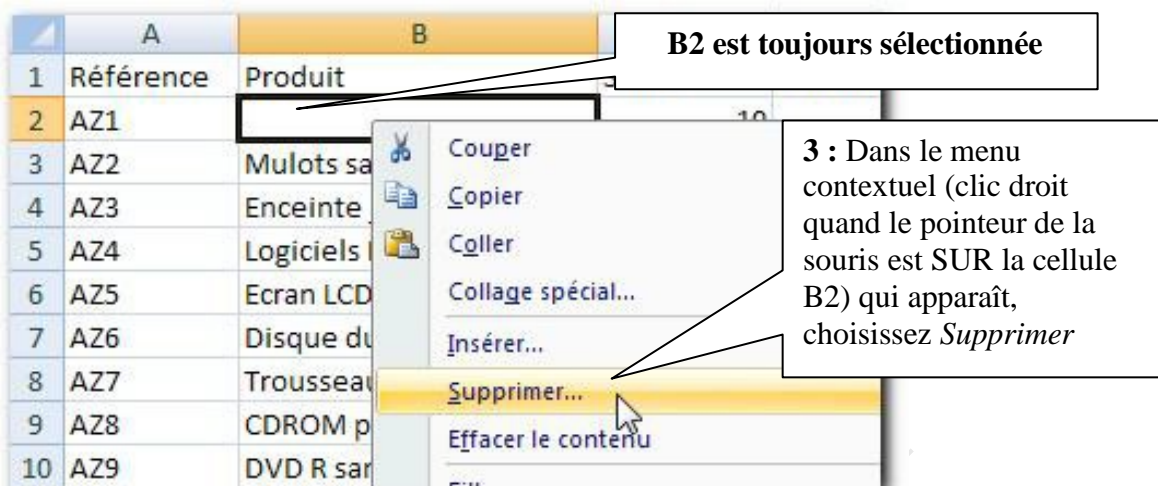 A B
B2 est toujours sélectionnée
1 Référence Produit
2 AZ1 10
3 AZ2 Mulots sa
4 AZ3 Enceinte
5 AZ4 Logiciels
6 AZ5 Ecran LCD
7 AZ6 Disque du
8 AZ7 Trousseau
9 AZ8 CDROM p
10 AZ9 DVD R sar
Couper
Copier
Coller
Collage spécial...
Insérer...
Supprimer...
Effacer le contenu
3 : Dans le menu
contextuel (clic droit
quand le pointeur de la
souris est SUR la cellule
B2) qui apparaît,
choisissez Supprimer